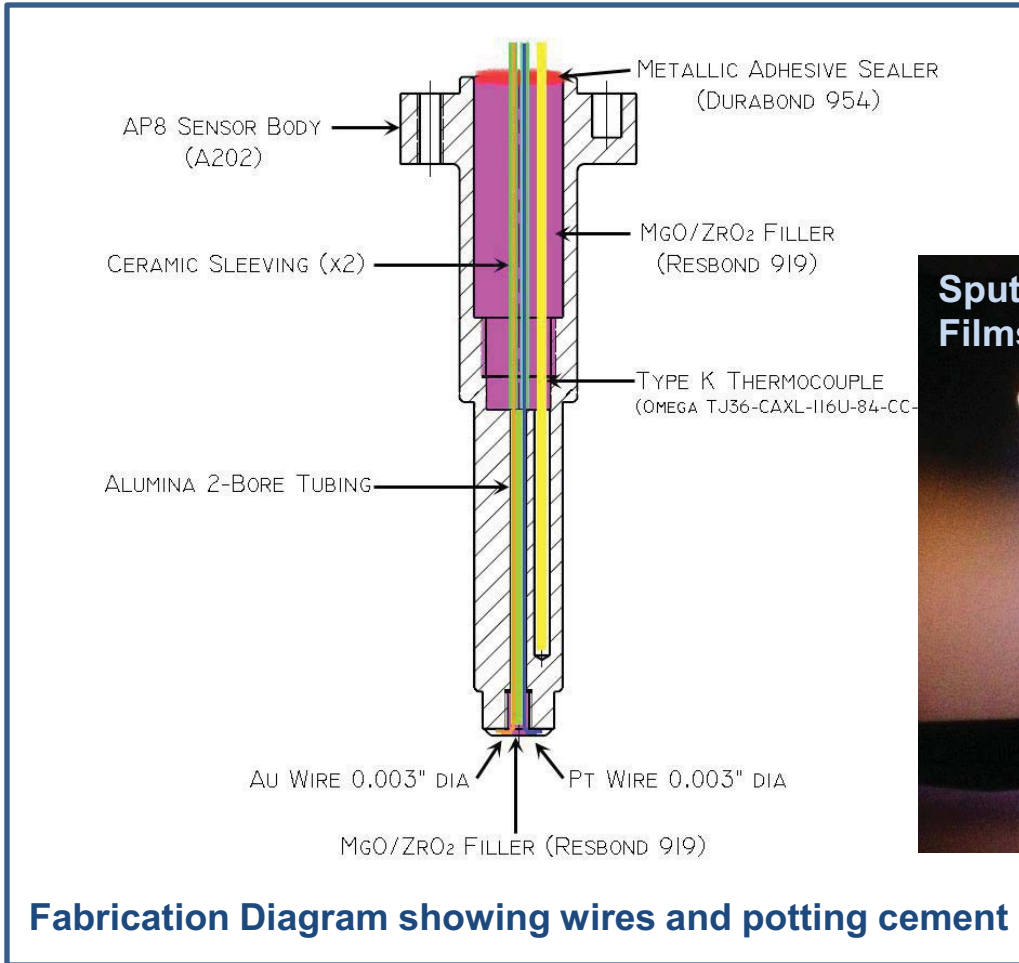 METALLIC ADHESIVE SEALER
(DURABOND 954)
AP8 SENSOR BODY
(A202)
MGO/ZRO₂ FILLER
(RESBOND 919)
CERAMIC SLEEVING (X2)
Sput
Films
TYPE K THERMOCOUPLE
(OMEGA TJ36-CAXL-116U-84-CC-
ALUMINA 2-BORE TUBING
AU WIRE 0.003" DIA
PT WIRE 0.003" DIA
MGO/ZRO₂ FILLER (RESBOND 919)
Fabrication Diagram showing wires and potting cement